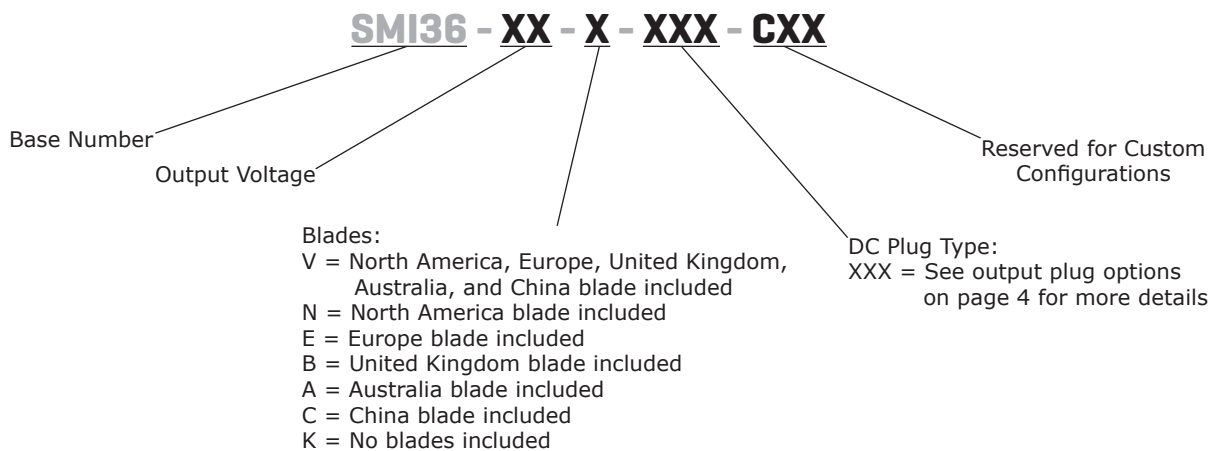 SMI36 - XX - X - XXX - CXX
Base Number
Output Voltage
Reserved for Custom
Configurations
Blades:
V = North America, Europe, United Kingdom,
Australia, and China blade included
N = North America blade included
E = Europe blade included
B = United Kingdom blade included
A = Australia blade included
C = China blade included
K = No blades included
DC Plug Type:
XXX = See output plug options
on page 4 for more details